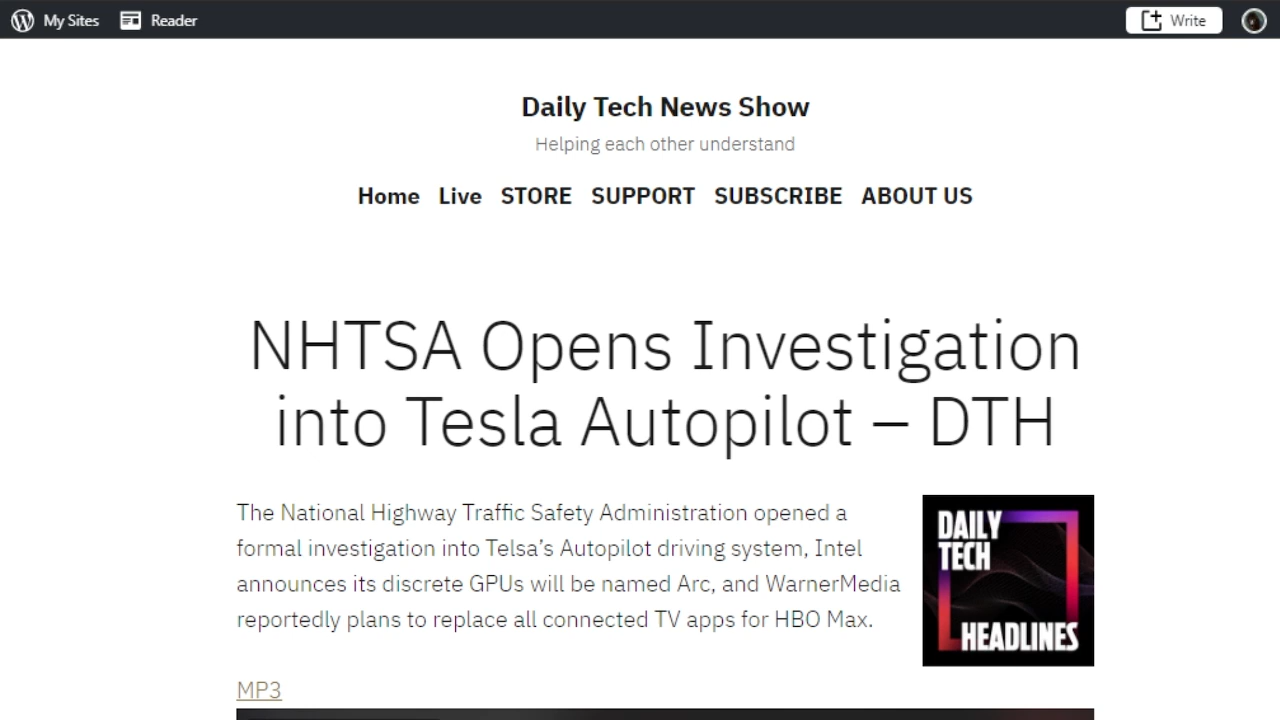 My Sites Reader Write
Daily Tech News Show
Helping each other understand
Home Live STORE SUPPORT SUBSCRIBE ABOUT US
NHTSA Opens Investigation
into Tesla Autopilot – DTH
The National Highway Traffic Safety Administration opened a
formal investigation into Telsa’s Autopilot driving system, Intel
announces its discrete GPUs will be named Arc, and WarnerMedia
reportedly plans to replace all connected TV apps for HBO Max.
DAILY
TECH
HEADLINES
MP3